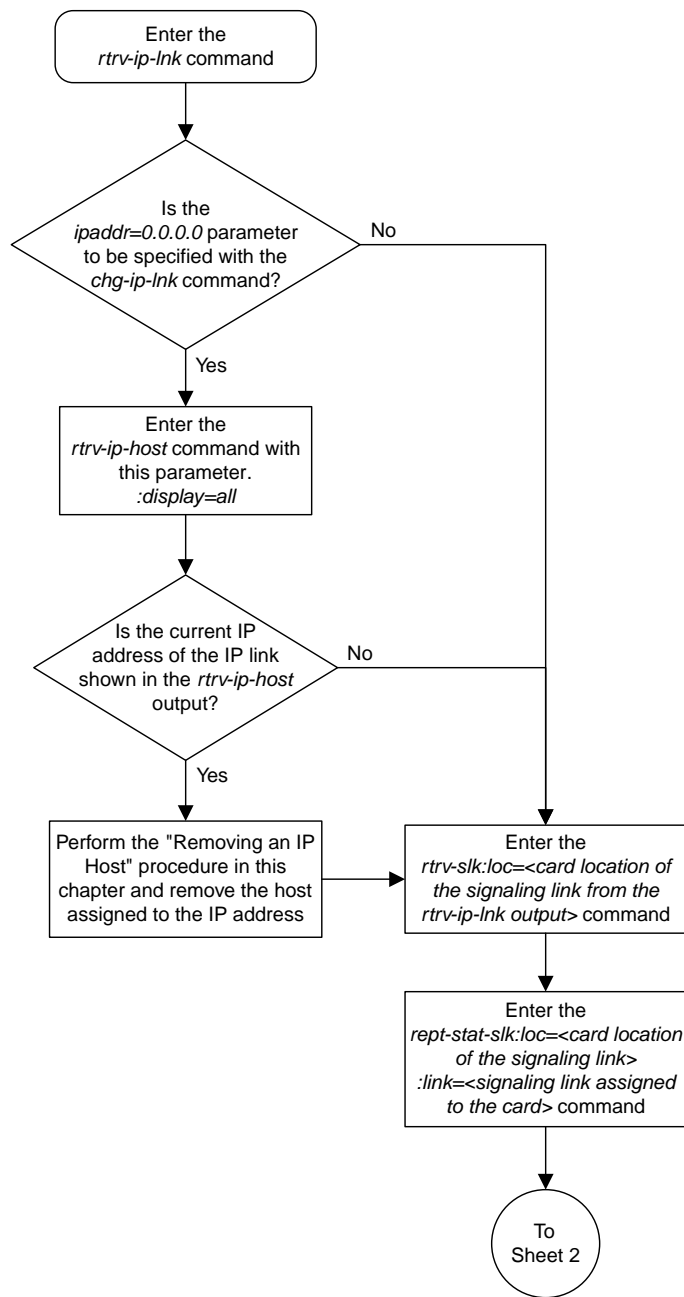 Enter the
rtrv-ip-lnk
command
Is the
ipaddr=0.0.0.0 parameter
to be specified with the
chg-ip-lnk command?
No
Yes
Enter the
rtrv-ip-host command with
this parameter.
:display=all
Is the current IP
address of the IP link
shown in the rtrv-ip-host
output?
No
Yes
Perform the "Removing an IP
Host" procedure in this
chapter and remove the host
assigned to the IP address
Enter the
rtrv-slk:loc=<card location of
the signaling link from the
rtrv-ip-lnk output> command
Enter the
rept-stat-slk:loc=<card location
of the signaling link>
:link=<signaling link assigned
to the card> command
To
Sheet 2